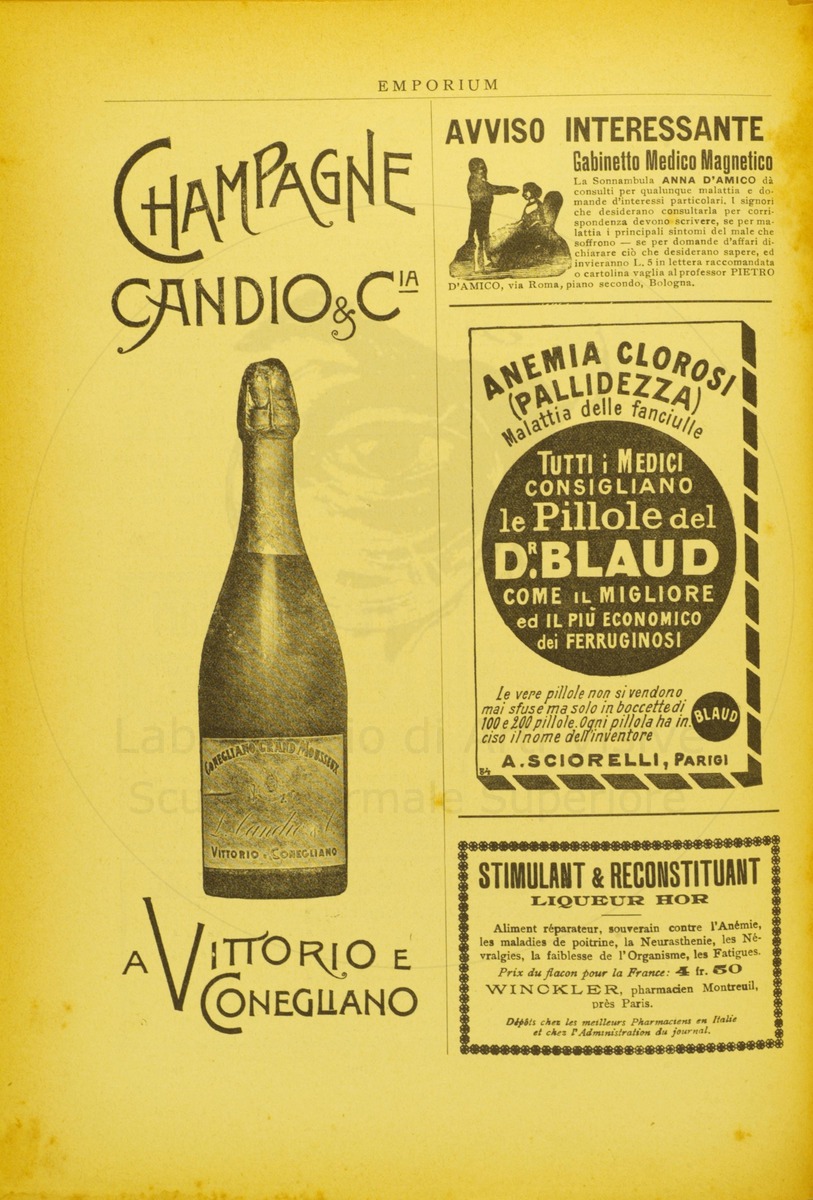 EMPORIUM
CHAMPAGNE
CANDIO & CIA
CONEGLIANO GRAND MOUSSEUX
L. Candio & C.
VITTORIO e CONEGLIANO
A VITTORIO E
CONEGLIANO
AVVISO INTERESSANTE
Gabinetto Medico Magnetico
La Sonnambula ANNA D'AMICO dà
consulti per qualunque malattia e do-
mande d'interessi particolari. I signori
che desiderano consultarla per corri-
spondenza devono scrivere, se per ma-
lattia i principali sintomi del male che
soffrono — se per domande d'affari di-
chiarare ciò che desiderano sapere, ed
invieranno L. 5 in lettera raccomandata
o cartolina vaglia al professor PIETRO
D'AMICO, via Roma, piano secondo, Bologna.
ANEMIA CLOROSI
(PALLIDEZZA)
Malattia delle fanciulle
TUTTI i MEDICI
CONSIGLIANO
le Pillole del
DR. BLAUD
COME IL MIGLIORE
ed IL PIÙ ECONOMICO
dei FERRUGINOSI
Le vere pillole non si vendono
mai sfuse ma solo in boccette di
100 e 200 pillole. Ogni pillola ha in.
ciso il nome dell'inventore
BLAUD
A. SCIORELLI, PARIGI
STIMULANT & RECONSTITUANT
LIQUEUR HOR
Aliment réparateur, souverain contre l'Anémie,
les maladies de poitrine, la Neurasthenie, les Né-
vralgies, la faiblesse de l'Organisme, les Fatigues.
Prix du flacon pour la France: 4 fr. 50
WINCKLER, pharmacien Montreuil,
près Paris.
Dépôts chez les meilleurs Pharmaciens en Italie
et chez l'Administration du journal.
Laboratorio di Arti Visive
Scuola Normale Superiore